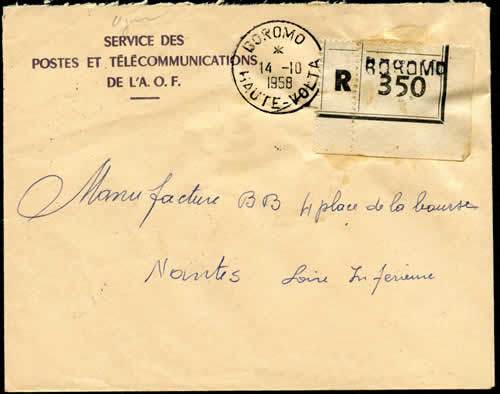 SERVICE DES
POSTES ET TÉLÉCOMMUNICATIONS
DE L'A. O. F.
BOROMO
*
14 -10
1958
HAUTE-VOLTA
R
BOROMO
350
Manufacture BB 4 place de la bourse
Nantes Loire Inferieure